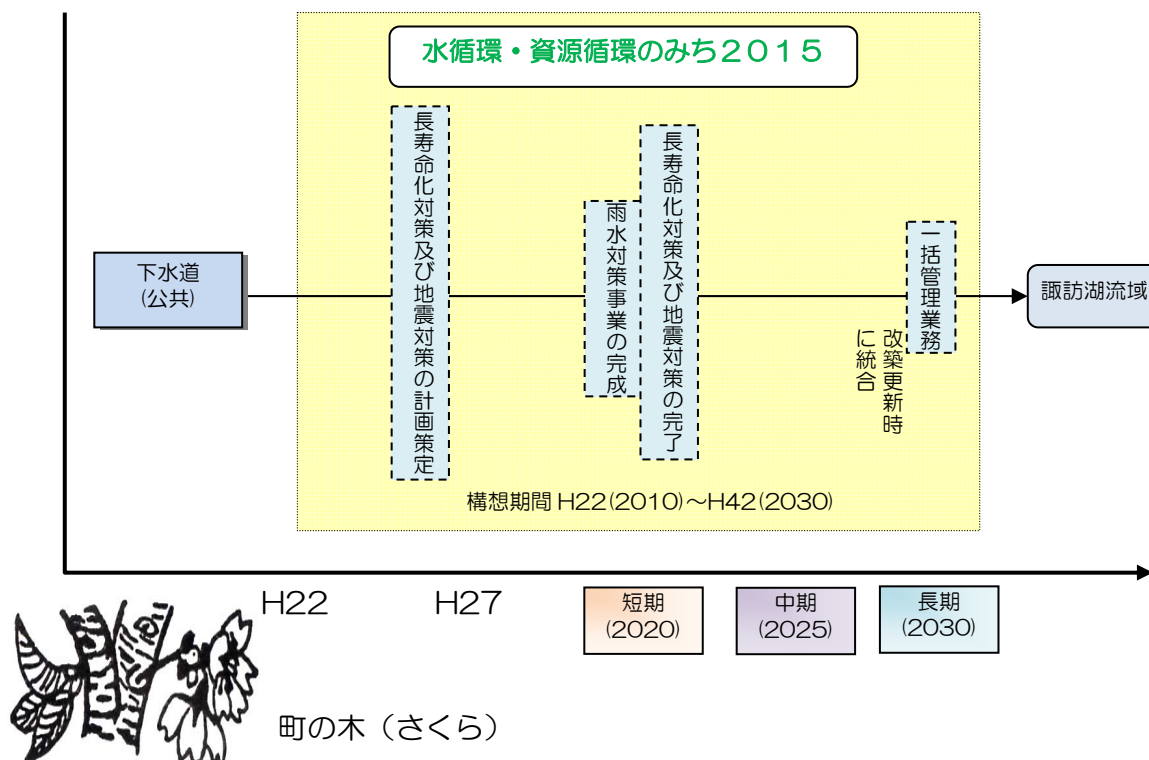 水循環・資源循環のみち2015
下水道
(公共)
長寿命化対策及び地震対策の計画策定
雨水対策事業の完成
長寿命化対策及び地震対策の完了
一括管理業務
改築更新時
に統合
諏訪湖流域
構想期間 H22(2010)～H42(2030)
H22
H27
短期
(2020)
中期
(2025)
長期
(2030)
町の木（さくら）